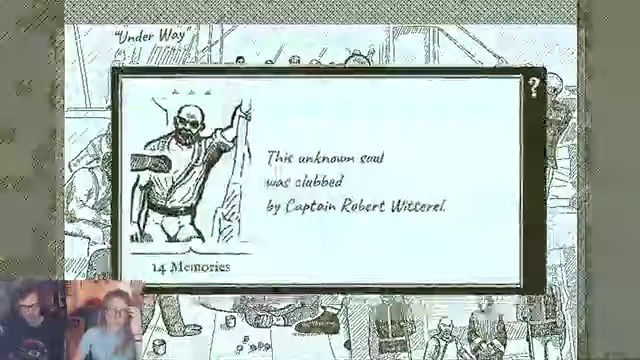 "Under Way"
?
This unknown soul
was clubbed
by Captain Robert Witterel.
14 Memories